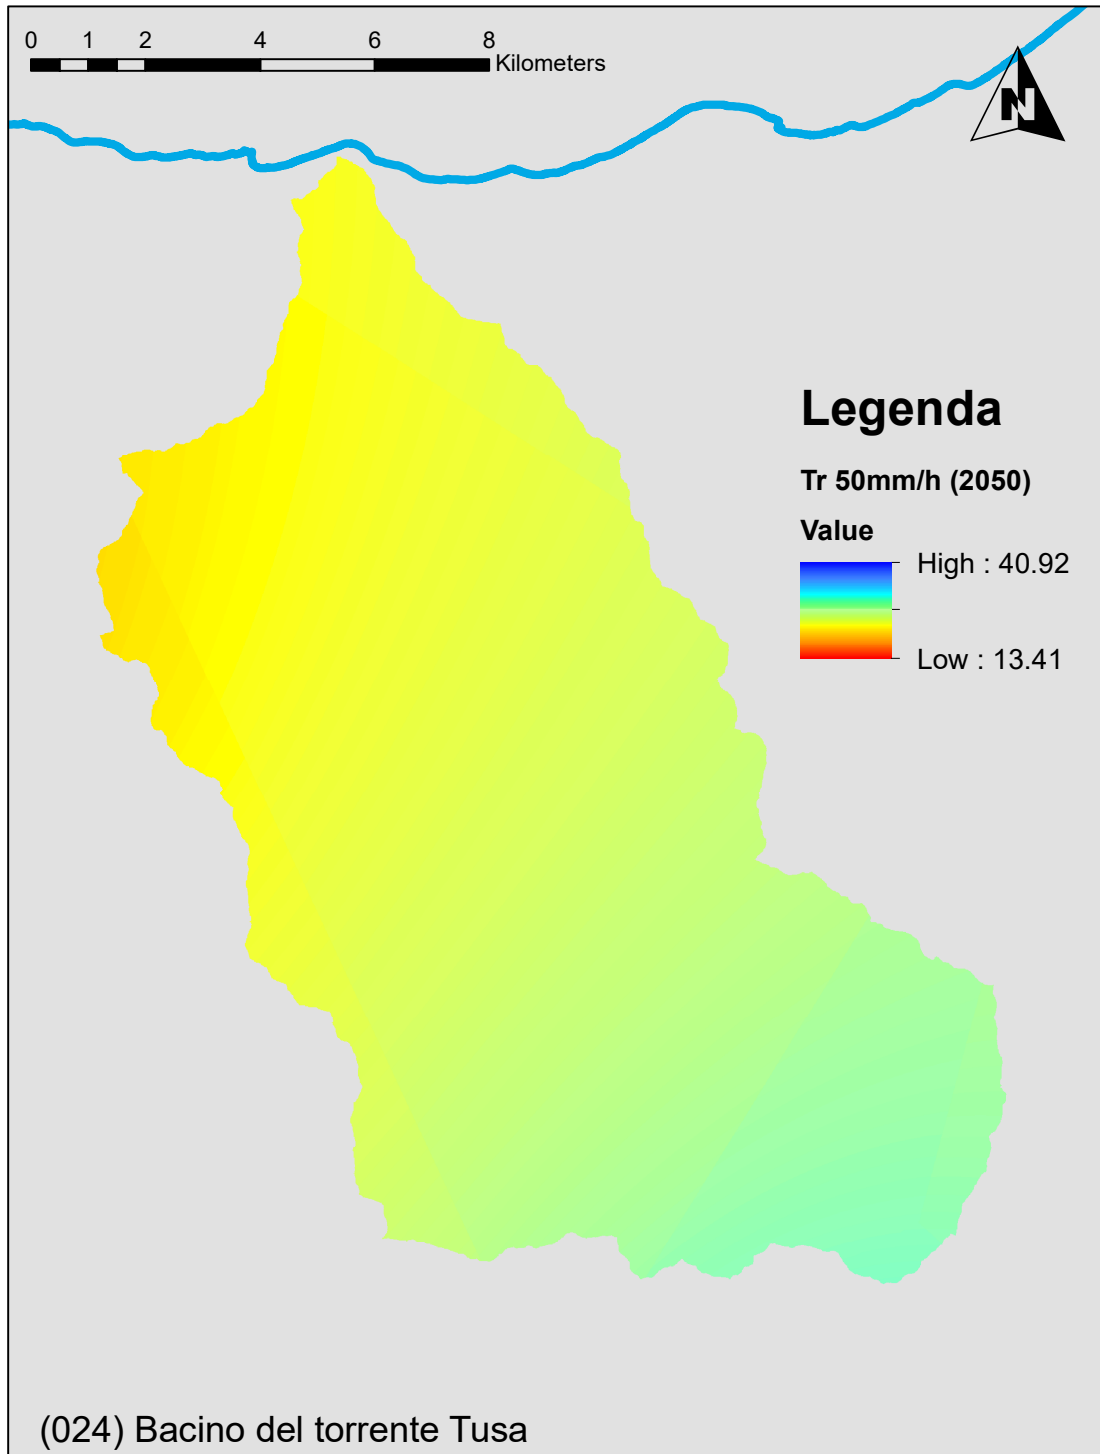 0 1 2 4 6 8
Kilometers
N
Legenda
Tr 50mm/h (2050)
Value
High : 40.92
Low : 13.41
(024) Bacino del torrente Tusa